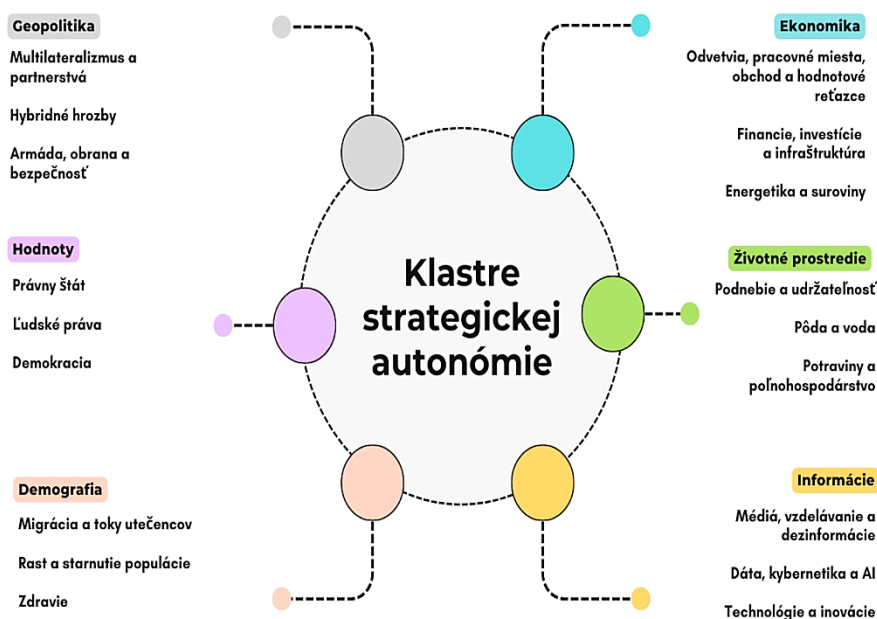 Geopolitika
Multilateralizmus a
partnerstvá
Hybridné hrozby
Armáda, obrana a
bezpečnosť
Hodnoty
Právny štát
Ľudské práva
Demokracia
Demografia
Migrácia a toky utečencov
Rast a starnutie populácie
Zdravie
Klastre
strategickej
autonómie
Ekonomika
Odvetvia, pracovné miesta,
obchod a hodnotové
reťazce
Financie, investície
a infraštruktúra
Energetika a suroviny
Životné prostredie
Podnebie a udržateľnosť
Pôda a voda
Potraviny a
poľnohospodárstvo
Informácie
Médiá, vzdelávanie a
dezinformácie
Dáta, kybernetika a AI
Technológie a inovácie